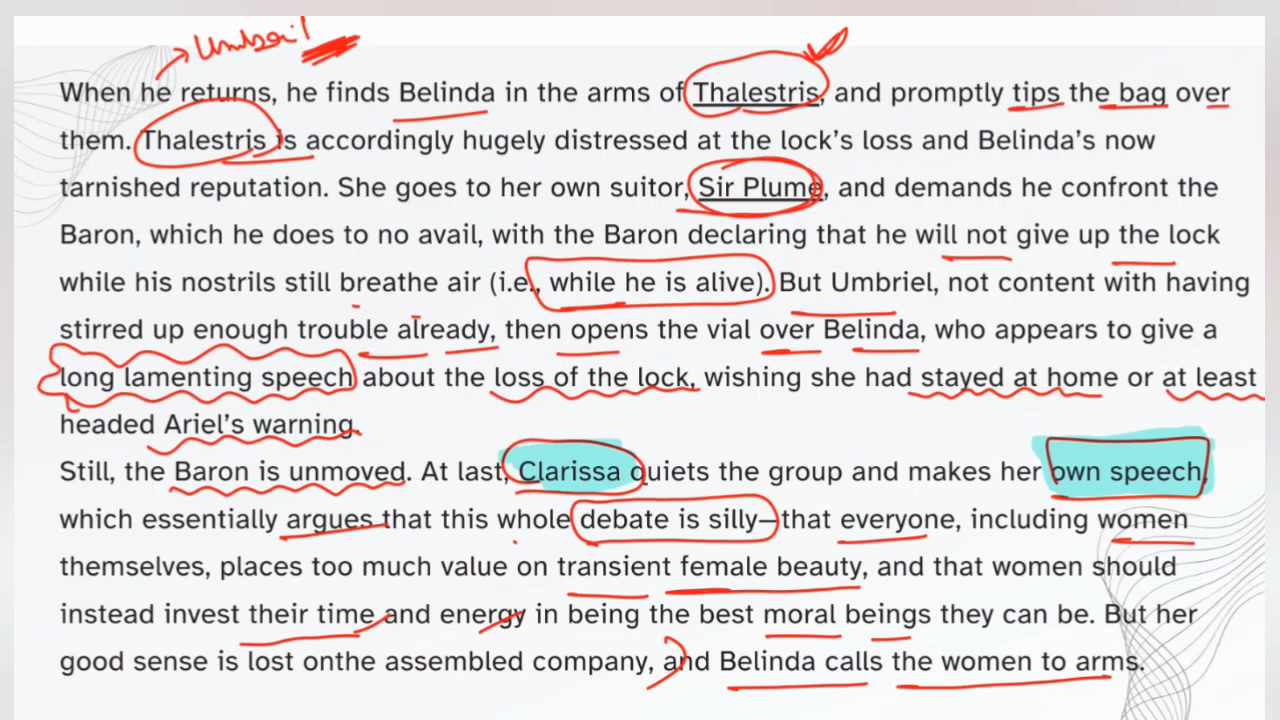 Umbriel
When he returns, he finds Belinda in the arms of Thalestris, and promptly tips the bag over
them. Thalestris is accordingly hugely distressed at the lock's loss and Belinda's now
tarnished reputation. She goes to her own suitor, Sir Plume, and demands he confront the
Baron, which he does to no avail, with the Baron declaring that he will not give up the lock
while his nostrils still breathe air (i.e., while he is alive). But Umbriel, not content with having
stirred up enough trouble already, then opens the vial over Belinda, who appears to give a
long lamenting speech about the loss of the lock, wishing she had stayed at home or at least
headed Ariel's warning.
Still, the Baron is unmoved. At last, Clarissa quiets the group and makes her own speech,
which essentially argues that this whole debate is silly—that everyone, including women
themselves, places too much value on transient female beauty, and that women should
instead invest their time and energy in being the best moral beings they can be. But her
good sense is lost onthe assembled company, and Belinda calls the women to arms.